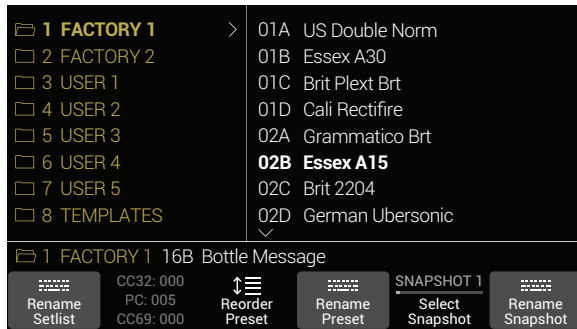 1 FACTORY 1 >
2 FACTORY 2
3 USER 1
4 USER 2
5 USER 3
6 USER 4
7 USER 5
8 TEMPLATES
01A US Double Norm
01B Essex A30
01C Brit Plext Brt
01D Cali Rectifire
02A Grammatico Brt
02B Essex A15
02C Brit 2204
02D German Ubersonic
1 FACTORY 1 16B Bottle Message
Rename
Setlist
CC32: 000
PC: 005
CC69: 000
Reorder
Preset
Rename
Preset
SNAPSHOT 1
Select
Snapshot
Rename
Snapshot